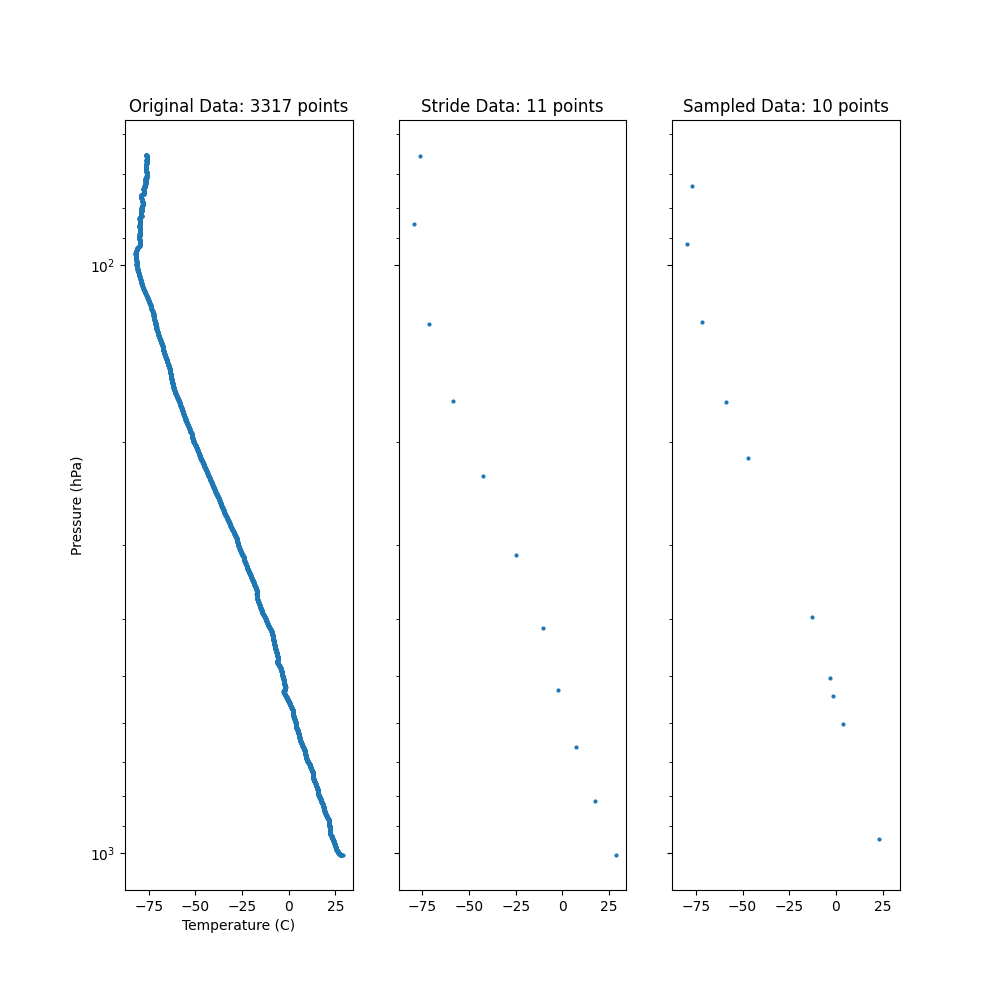 Original Data: 3317 points
Stride Data: 11 points
Sampled Data: 10 points
10²
10³
Pressure (hPa)
−75 −50 −25 0 25
−75 −50 −25 0 25
−75 −50 −25 0 25
Temperature (C)